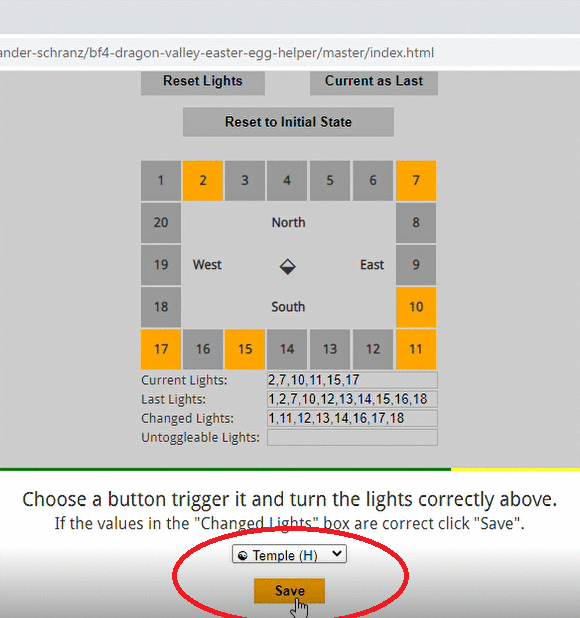 ander-schranz/bf4-dragon-valley-easter-egg-helper/master/index.html
Reset Lights Current as Last
Reset to Initial State
1 2 3 4 5 6 7
20 North 8
19 West East 9
18 South 10
17 16 15 14 13 12 11
Current Lights: 2,7,10,11,15,17
Last Lights: 1,2,7,10,12,13,14,15,16,18
Changed Lights: 1,11,12,13,14,16,17,18
Untoggleable Lights:
Choose a button trigger it and turn the lights correctly above.
If the values in the "Changed Lights" box are correct click "Save".
☯ Temple (H)
Save